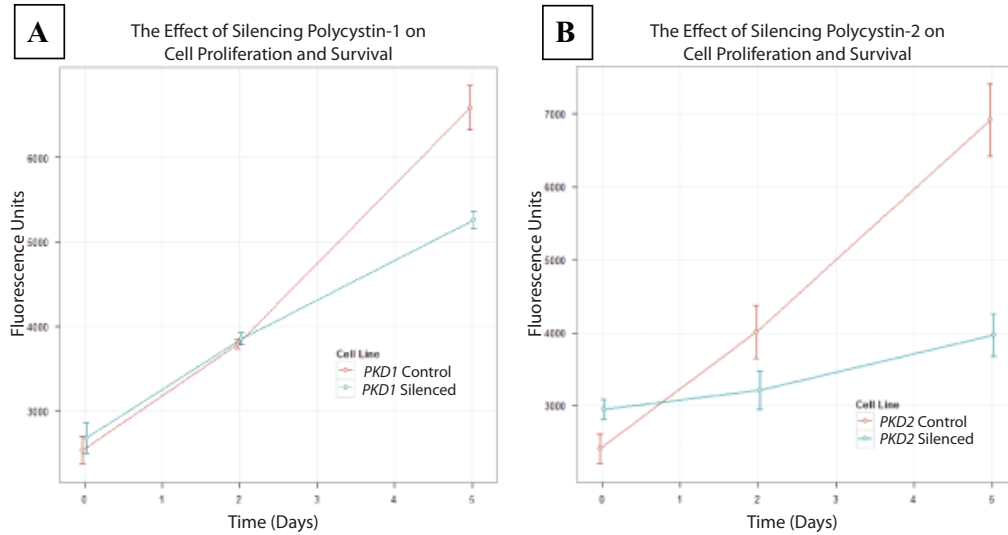 A
The Effect of Silencing Polycystin-1 on
Cell Proliferation and Survival
Fluorescence Units
6000
5000
4000
3000
Cell Line
PKD1 Control
PKD1 Silenced
0 1 2 3 4 5
Time (Days)
B
The Effect of Silencing Polycystin-2 on
Cell Proliferation and Survival
Fluorescence Units
7000
6000
5000
4000
3000
Cell Line
PKD2 Control
PKD2 Silenced
0 1 2 3 4 5
Time (Days)